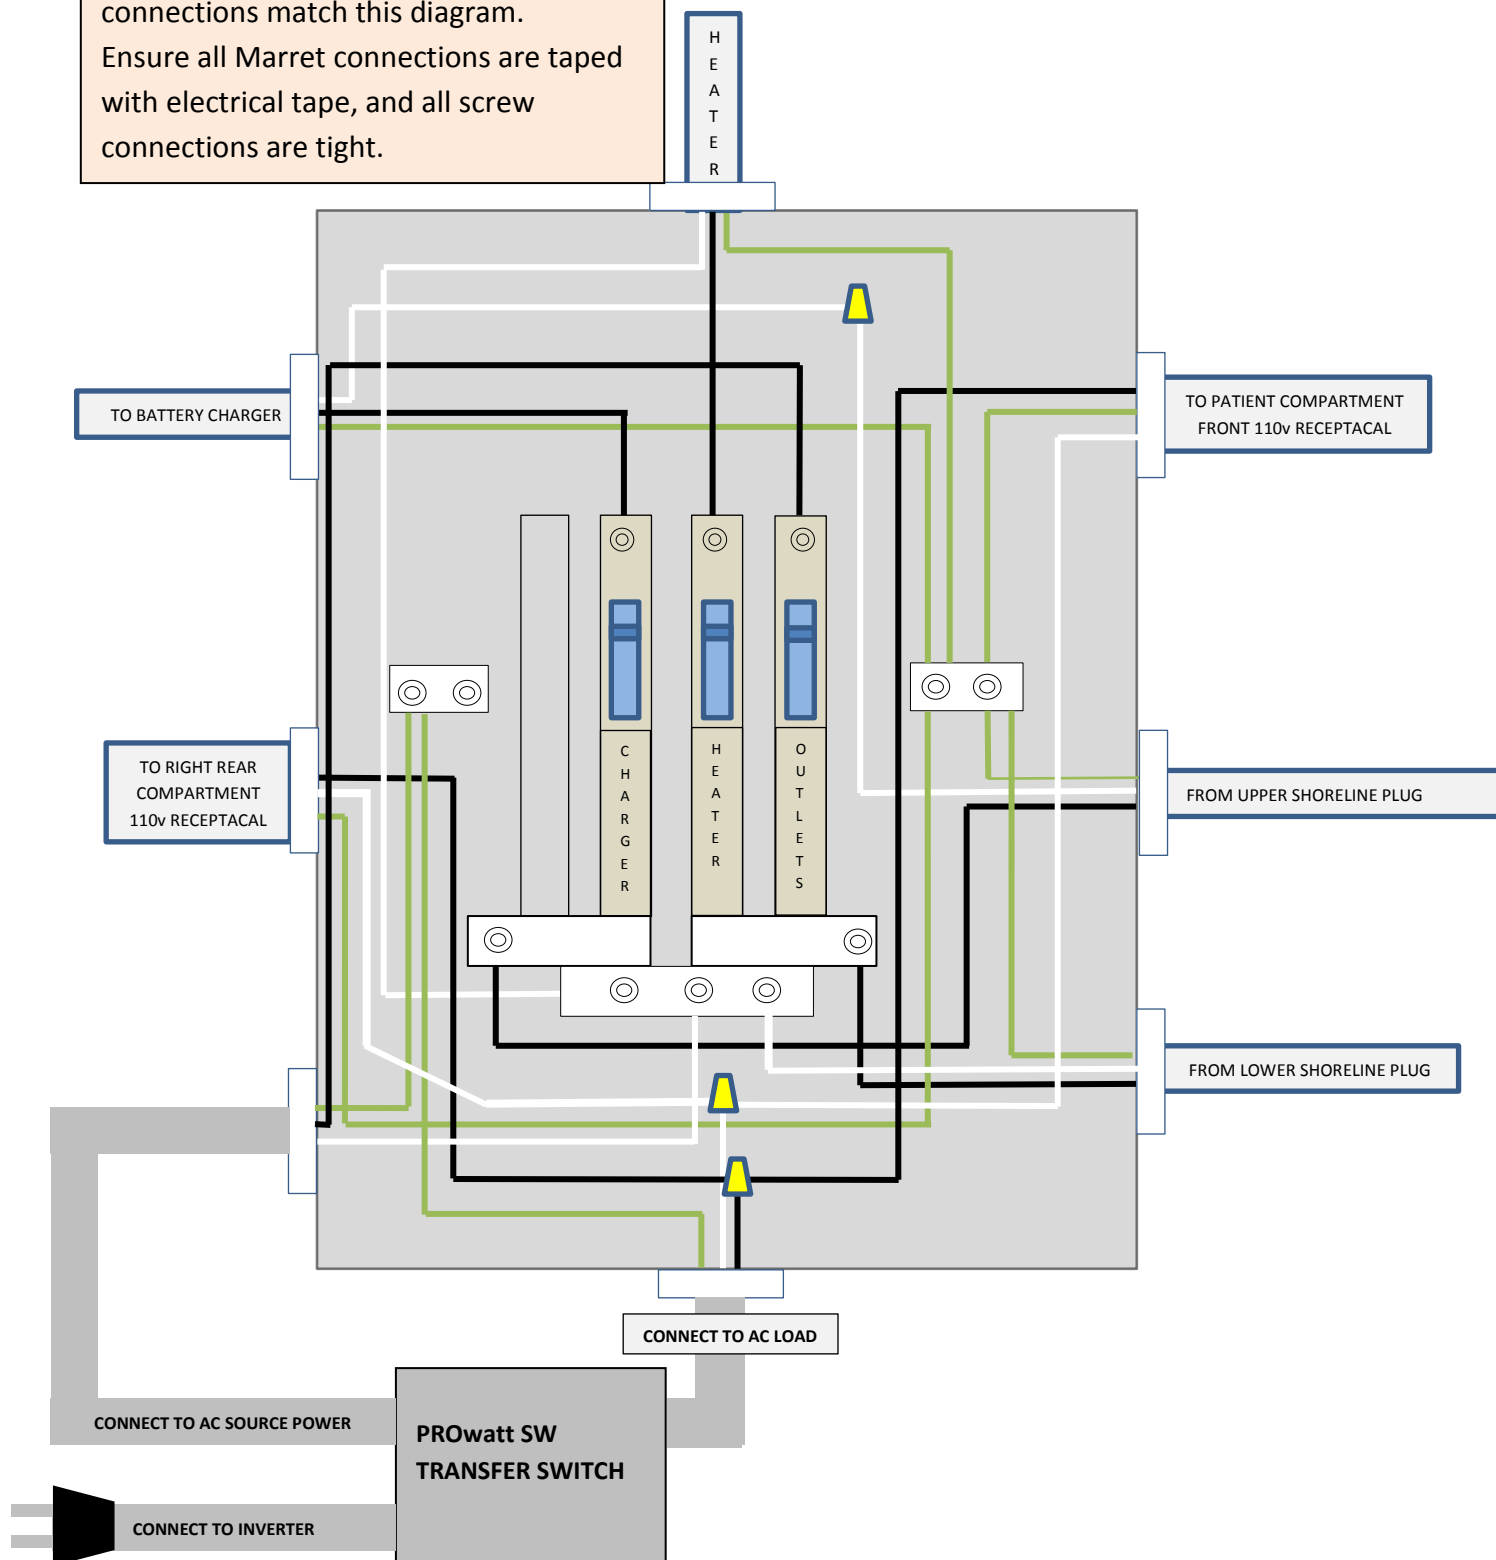 connections match this diagram.
Ensure all Marret connections are taped
with electrical tape, and all screw
connections are tight.
HEATER
TO BATTERY CHARGER
TO PATIENT COMPARTMENT
FRONT 110v RECEPTACAL
CHARGER
HEATER
OUTLETS
TO RIGHT REAR
COMPARTMENT
110v RECEPTACAL
FROM UPPER SHORELINE PLUG
FROM LOWER SHORELINE PLUG
CONNECT TO AC LOAD
CONNECT TO AC SOURCE POWER
PROwatt SW
TRANSFER SWITCH
CONNECT TO INVERTER